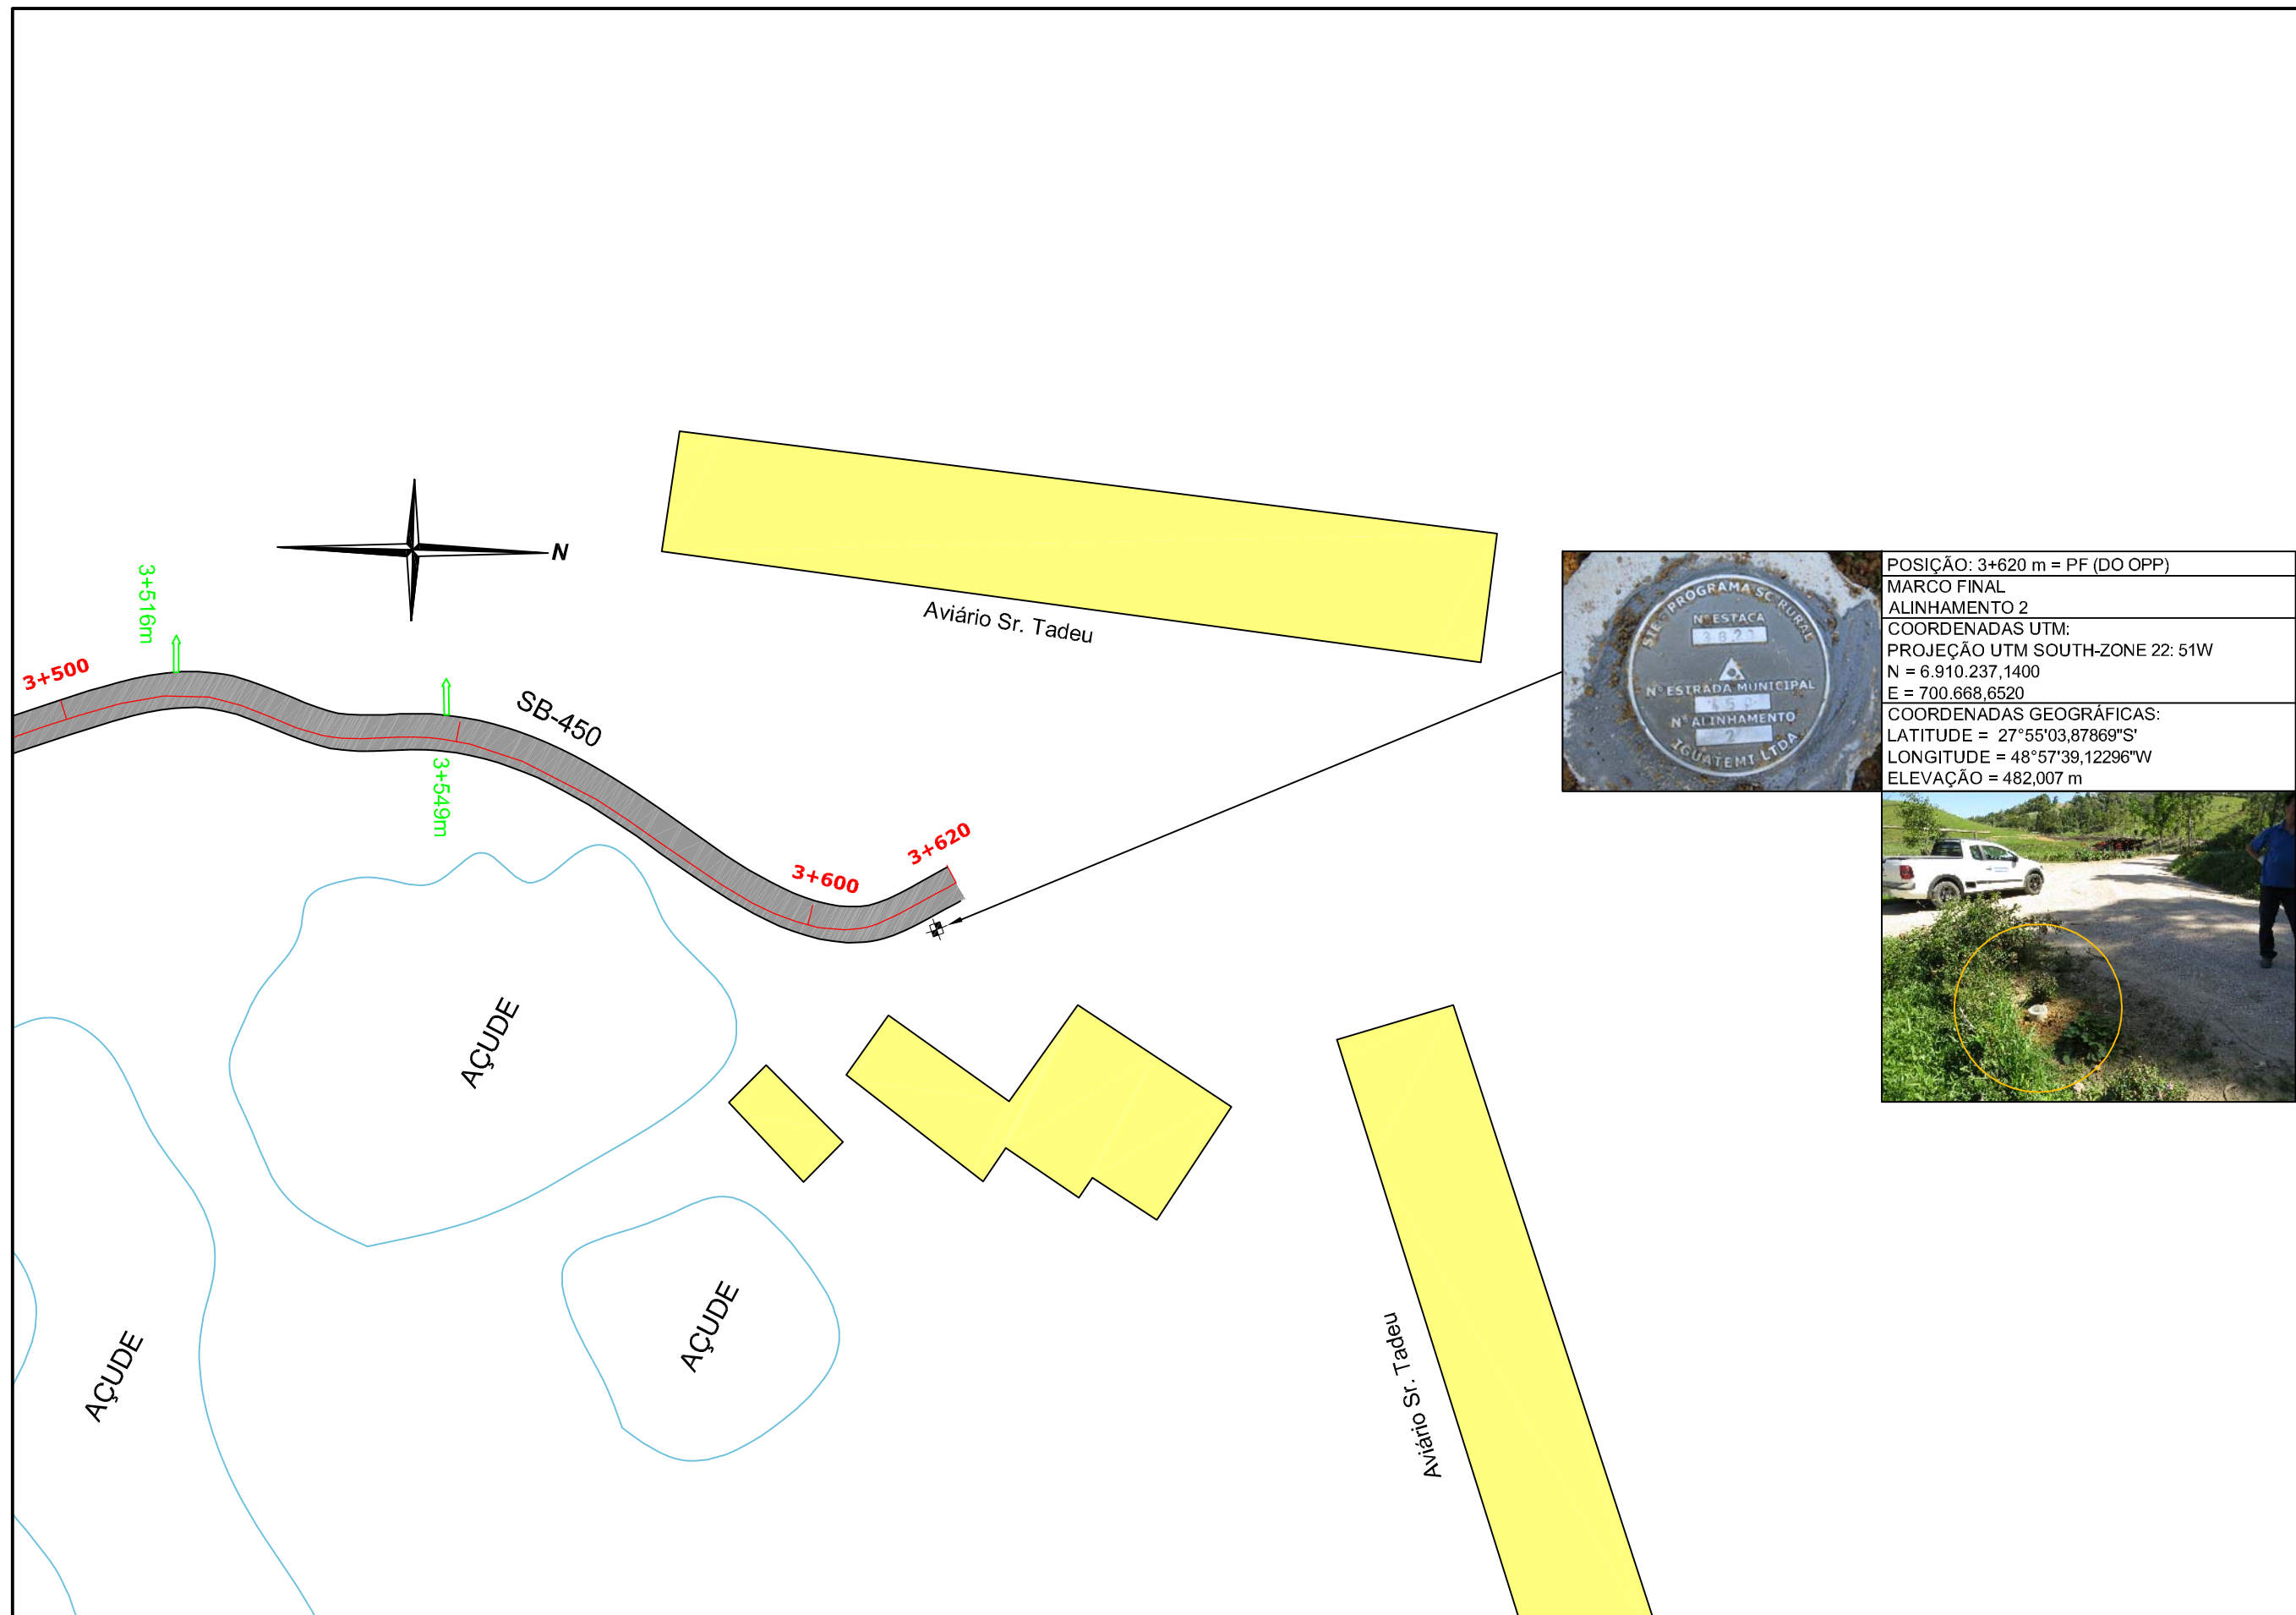 N
3+516m
3+500
3+549m
SB-450
3+600
3+620
Aviário Sr. Tadeu
AÇUDE
AÇUDE
AÇUDE
Aviário Sr. Tadeu
SIE - PROGRAMA SC RURAL
Nº ESTACA
Nº ESTRADA MUNICIPAL
450
Nº ALINHAMENTO
2
IGUATEMI LTDA
POSIÇÃO: 3+620 m = PF (DO OPP)
MARCO FINAL
ALINHAMENTO 2
COORDENADAS UTM:
PROJEÇÃO UTM SOUTH-ZONE 22: 51W
N = 6.910.237,1400
E = 700.668,6520
COORDENADAS GEOGRÁFICAS:
LATITUDE = 27°55'03,87869"S'
LONGITUDE = 48°57'39,12296"W
ELEVAÇÃO = 482,007 m